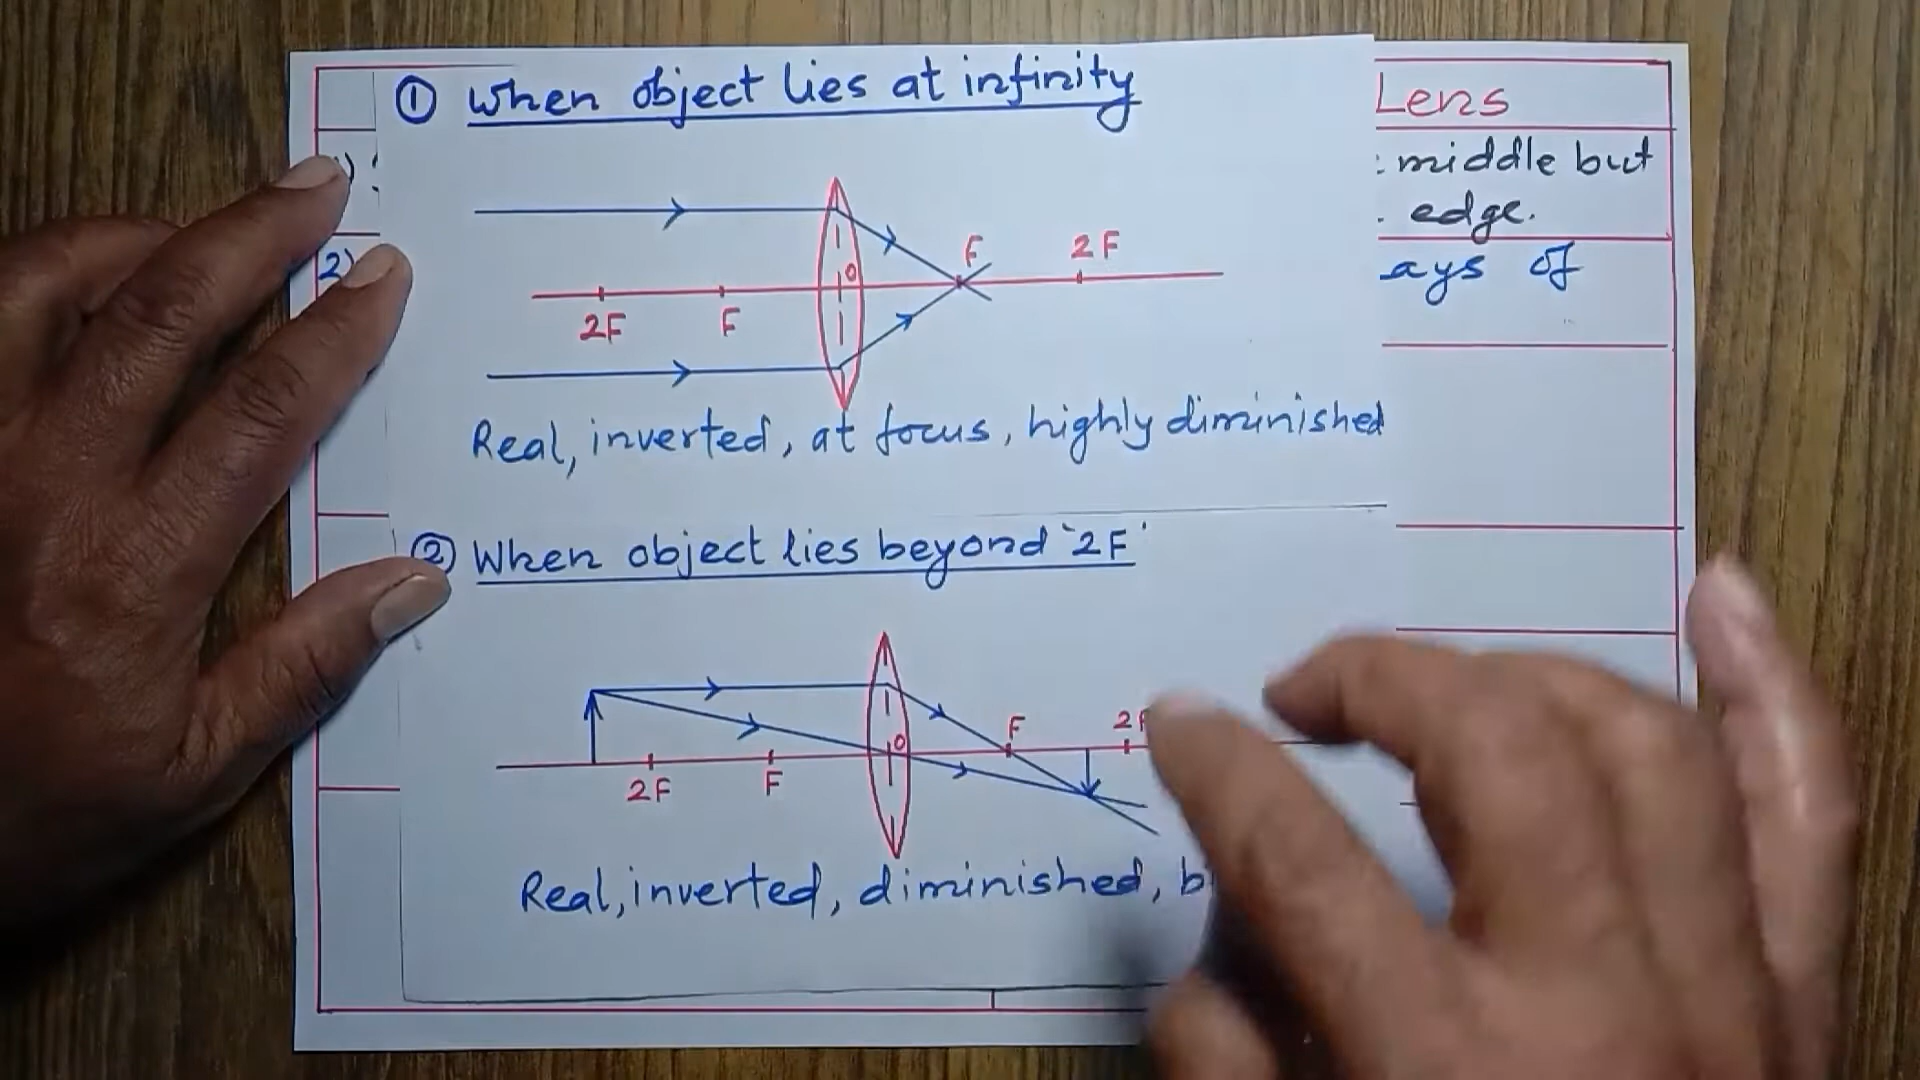 ① When object lies at infinity
F
2F
O
2F
F
Real, inverted, at focus, highly diminished
② When object lies beyond '2F'
F
O
2F
F
Real, inverted, diminished,
Lens
middle but
edge.
of
2)